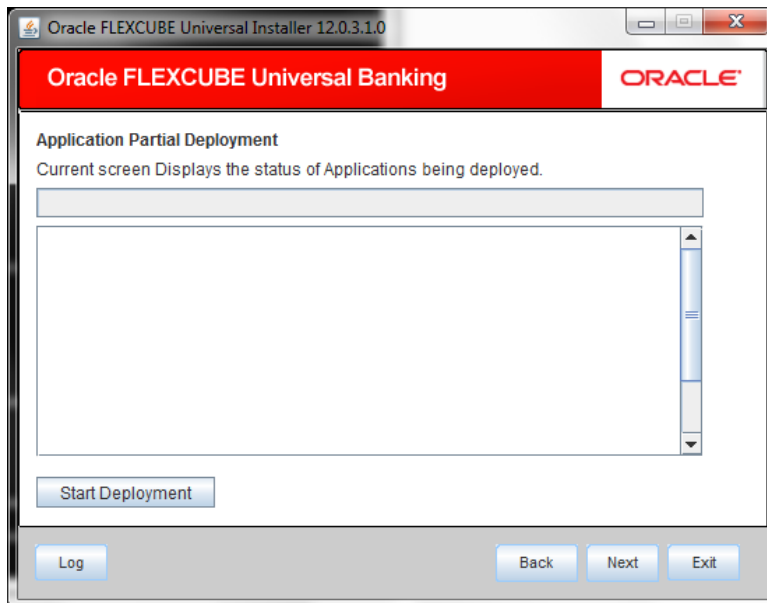 Oracle FLEXCUBE Universal Installer 12.0.3.1.0
Oracle FLEXCUBE Universal Banking
ORACLE
Application Partial Deployment
Current screen Displays the status of Applications being deployed.
Start Deployment
Log
Back
Next
Exit